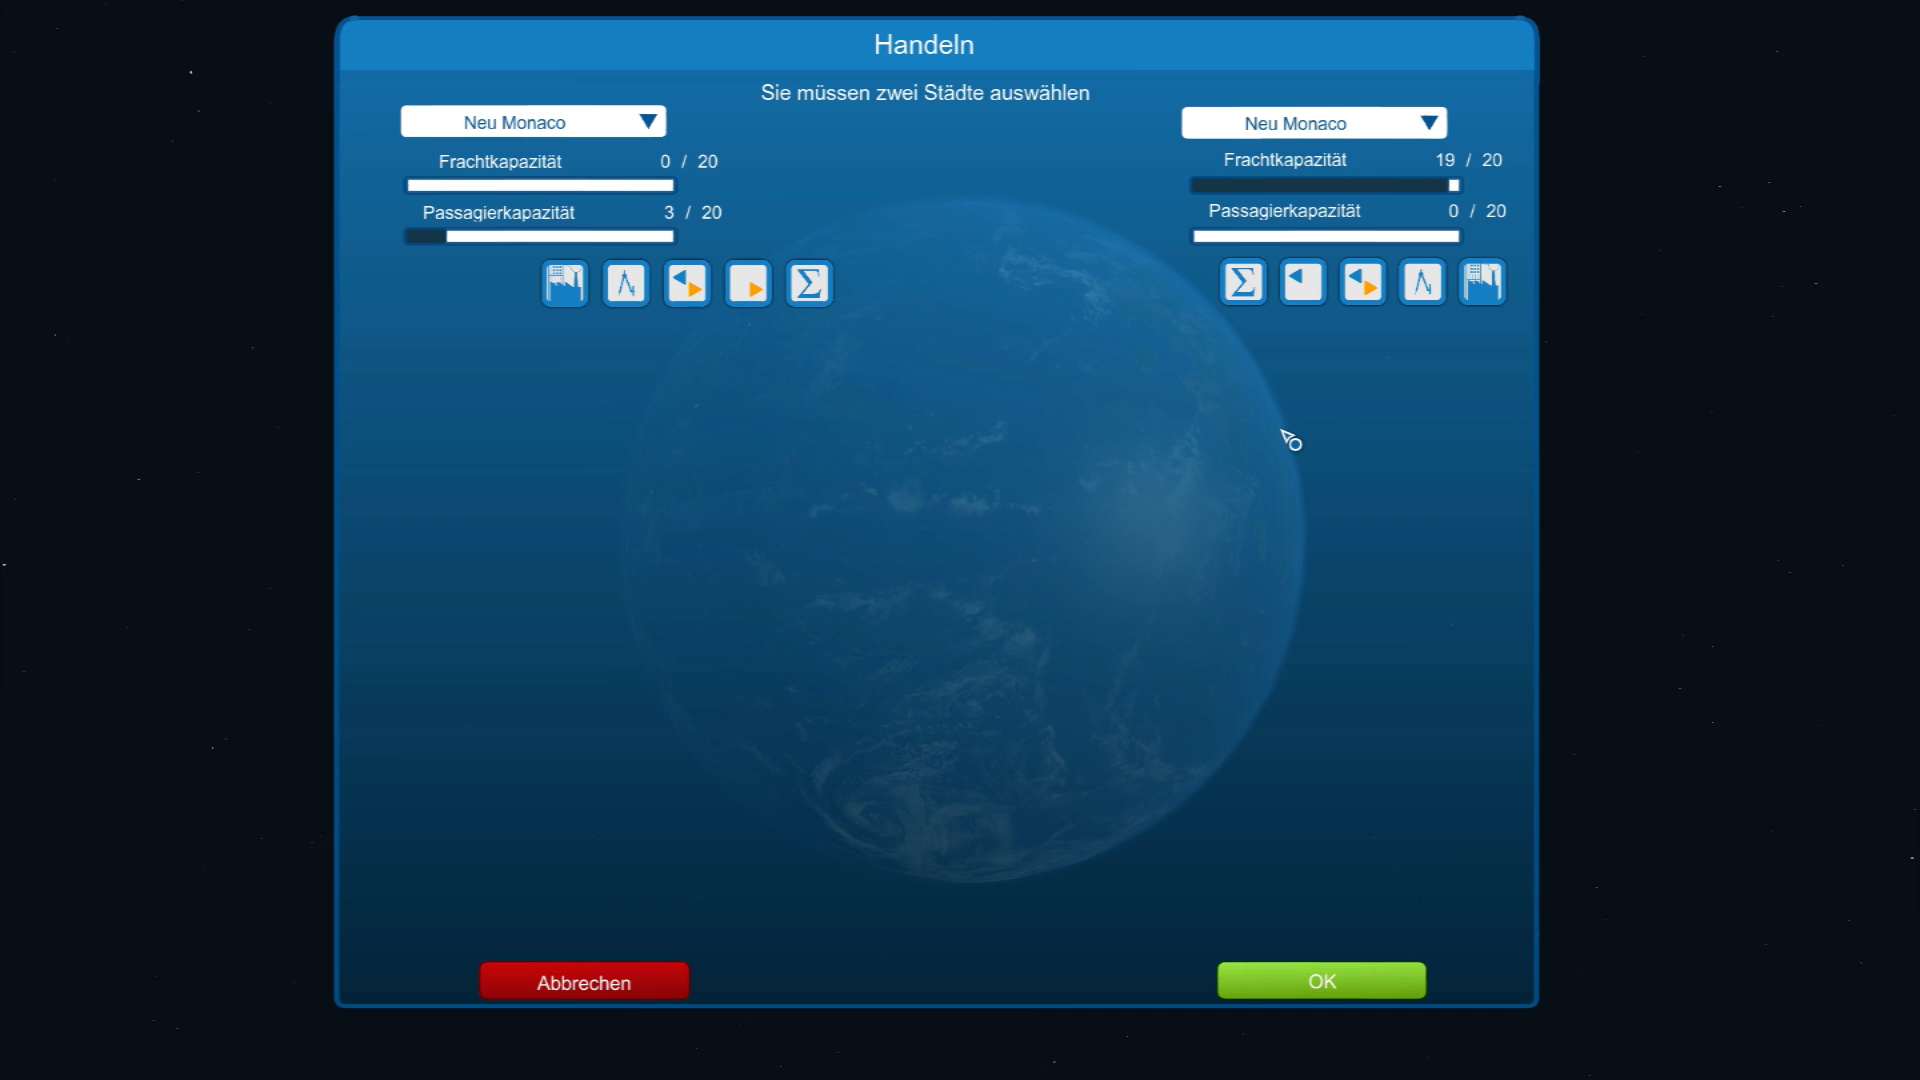 Handeln
Sie müssen zwei Städte auswählen
Neu Monaco
Frachtkapazität 0 / 20
Passagierkapazität 3 / 20
Σ
Neu Monaco
Frachtkapazität 19 / 20
Passagierkapazität 0 / 20
Σ
Abbrechen
OK